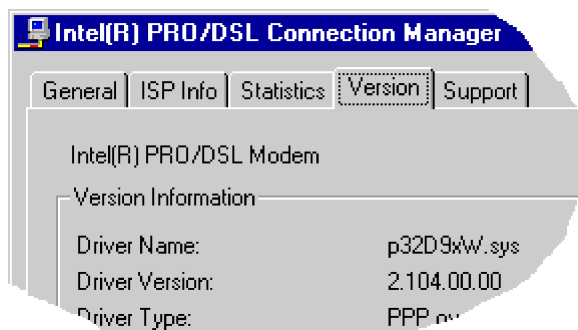 Intel(R) PRO/DSL Connection Manager
General ISP Info Statistics Version Support
Intel(R) PRO/DSL Modem
Version Information
Driver Name: p32D9xW.sys
Driver Version: 2.104.00.00
Driver Type: PPP